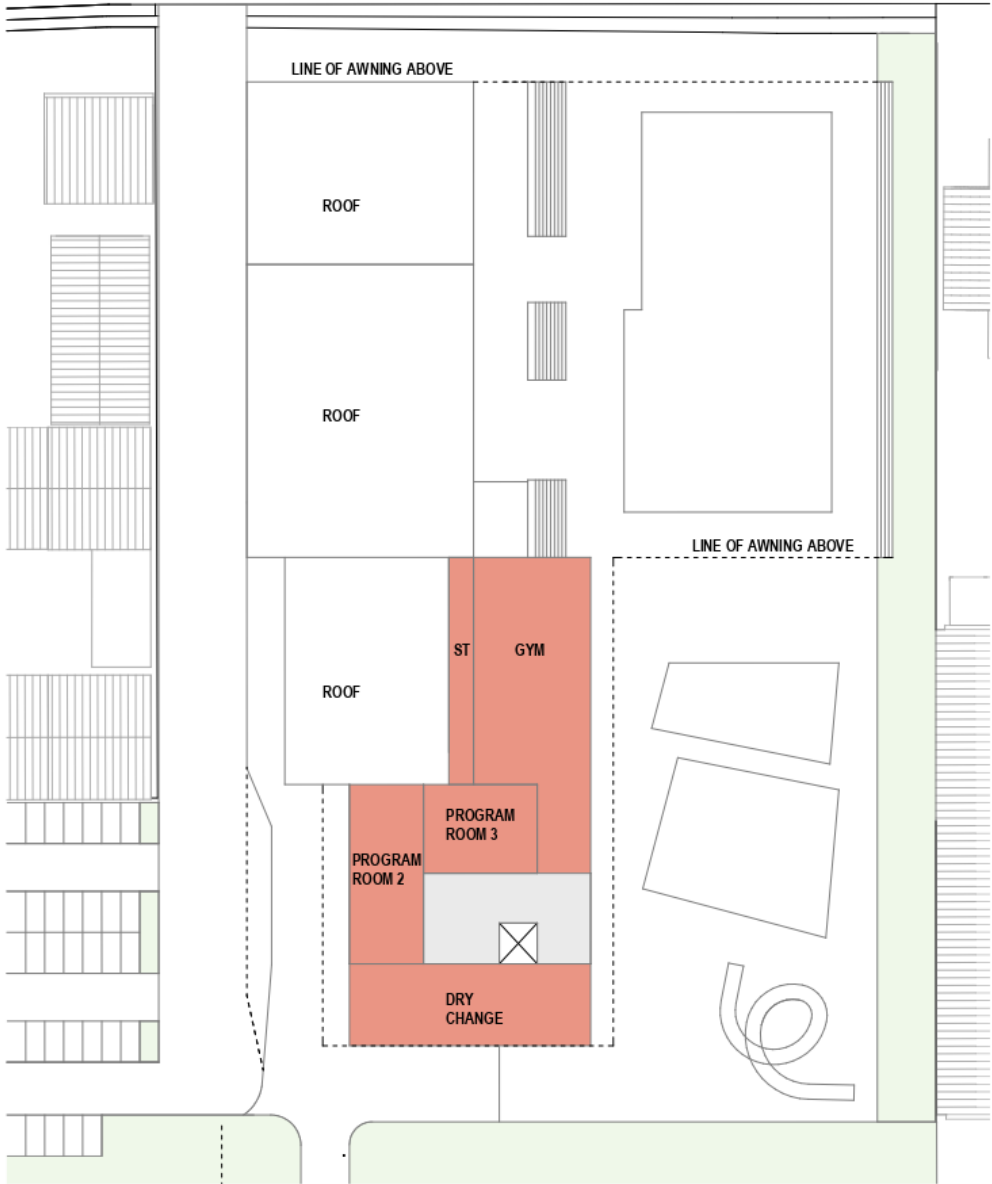 LINE OF AWNING ABOVE
ROOF
ROOF
LINE OF AWNING ABOVE
ST
GYM
ROOF
PROGRAM
ROOM 3
PROGRAM
ROOM 2
DRY
CHANGE